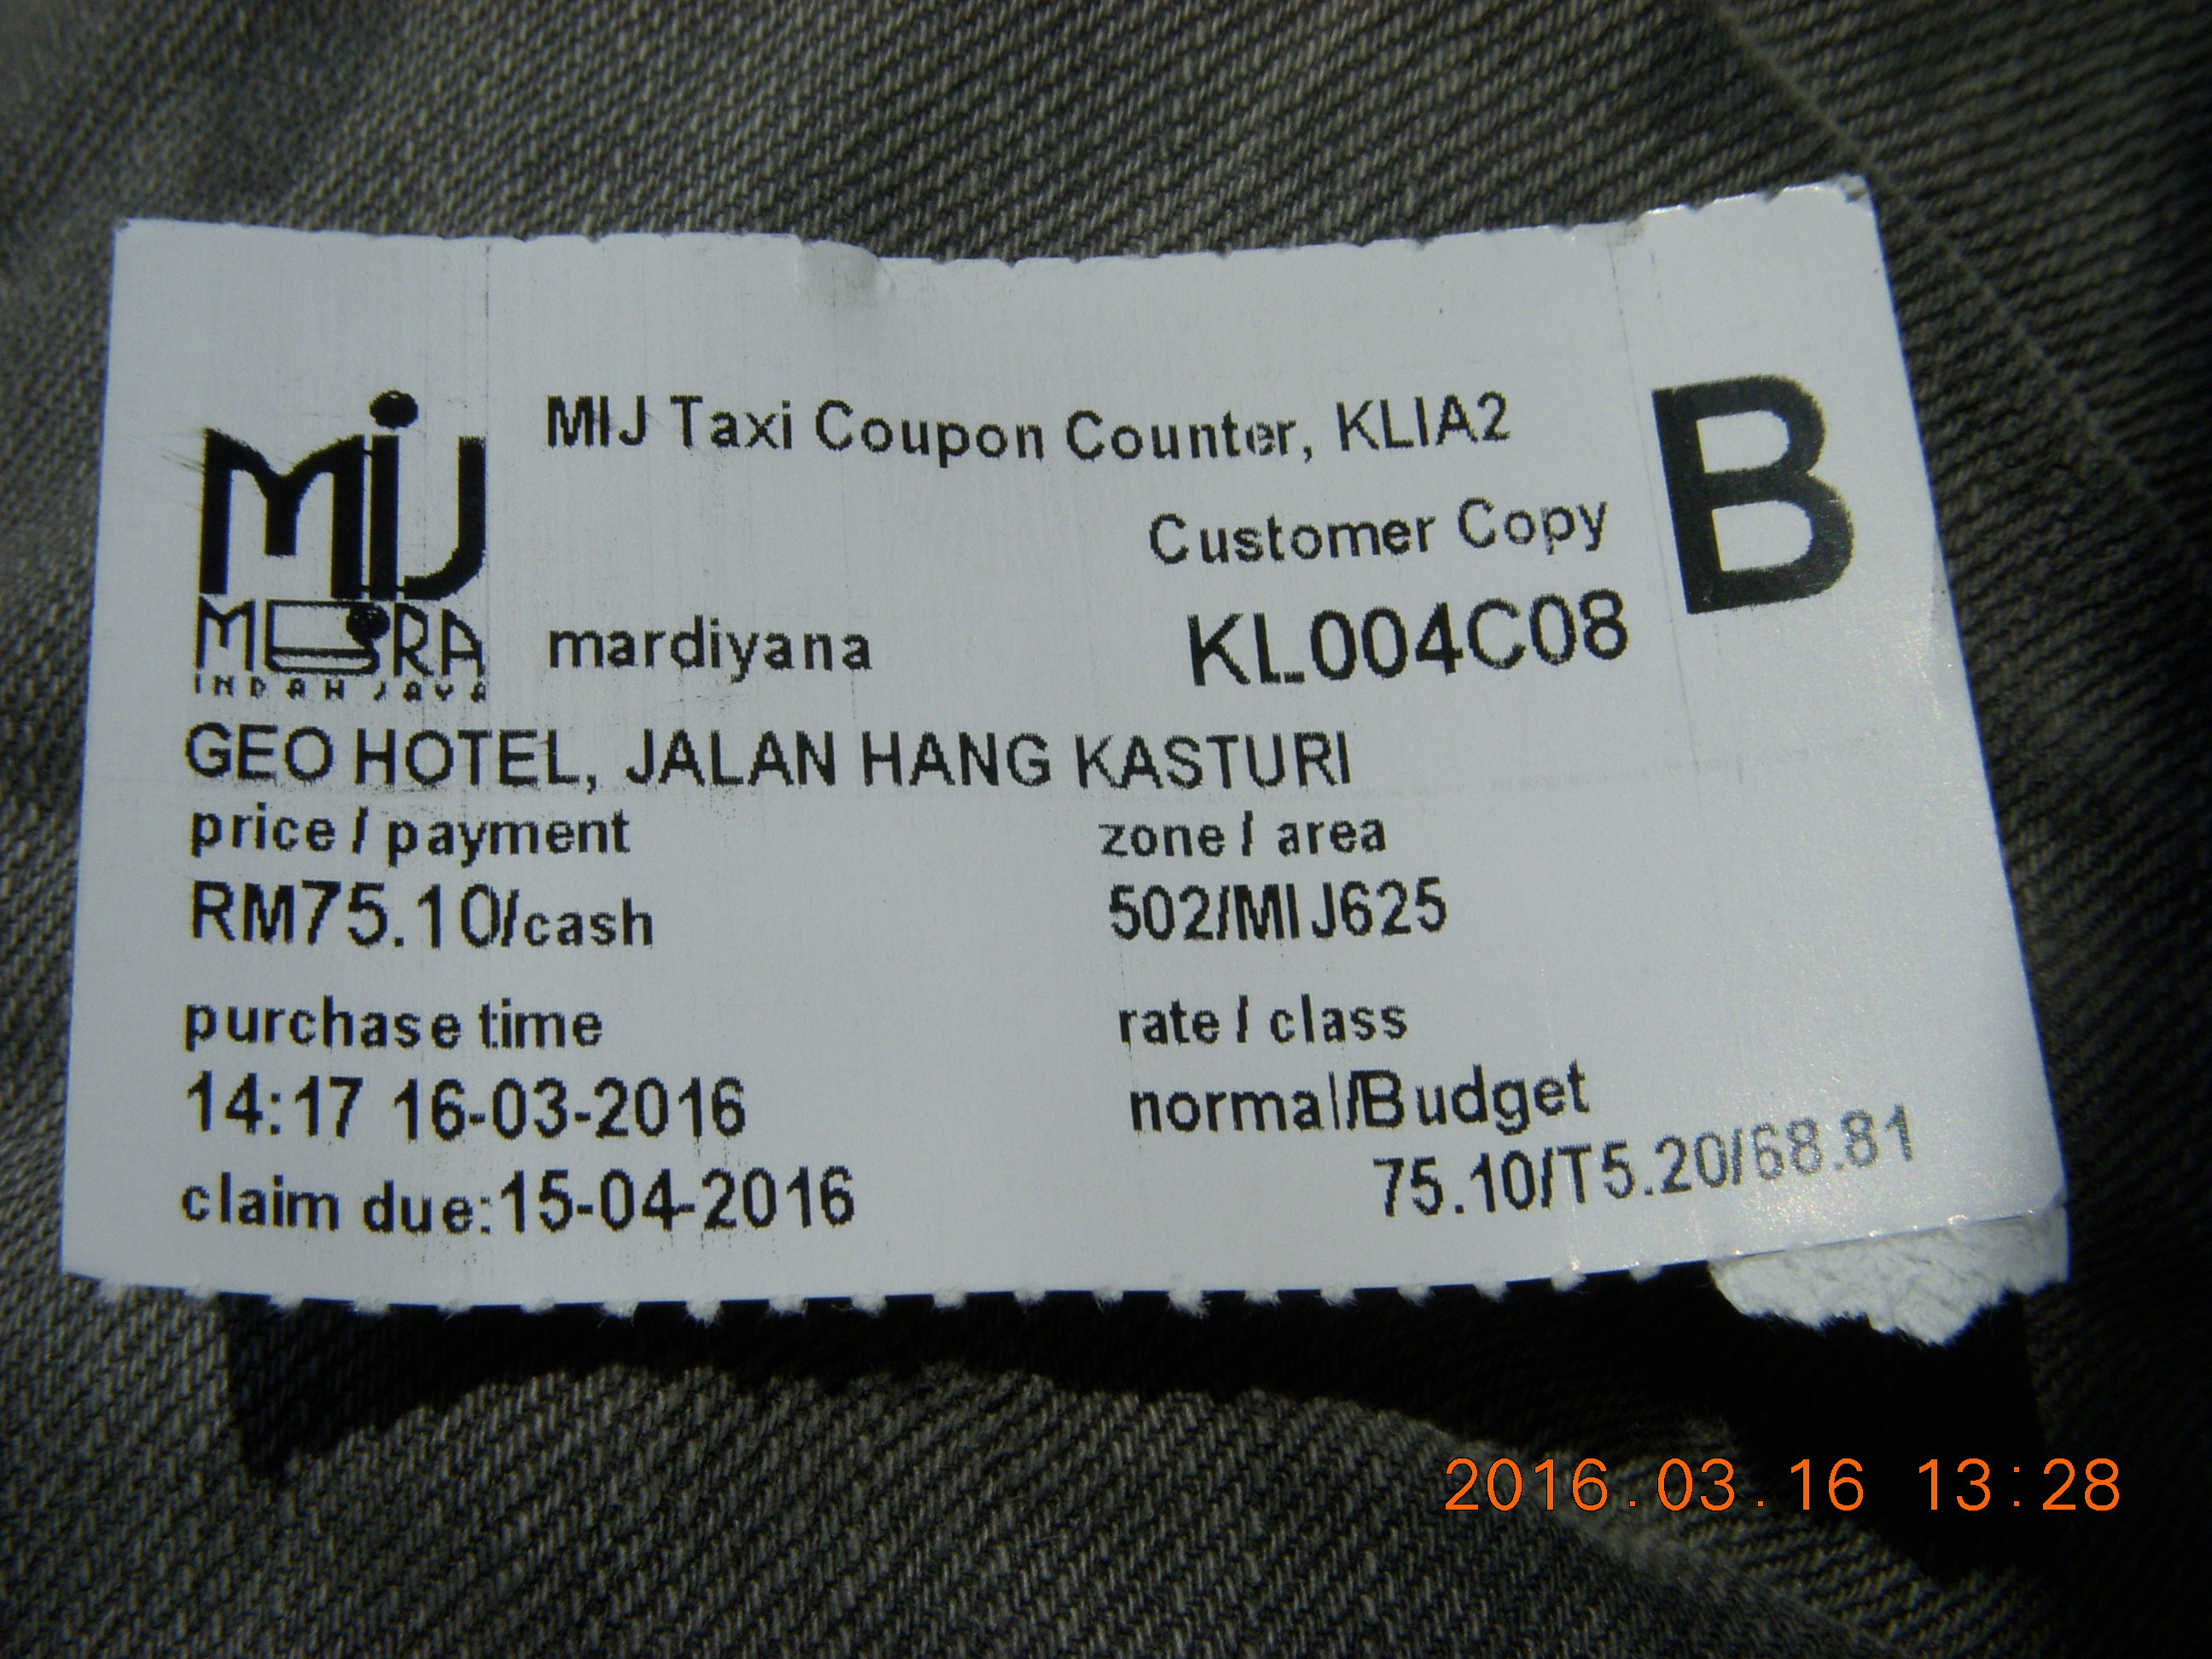 MIJ Taxi Coupon Counter, KLIA2
B
Customer Copy
MIJ
INDAH JAYA
mardiyana
KL004C08
GEO HOTEL, JALAN HANG KASTURI
price / payment
zone / area
RM75.10/cash
502/MIJ625
purchase time
rate / class
14:17 16-03-2016
normal/Budget
claim due:15-04-2016
75.10/T5.20/68.81
2016.03.16 13:28